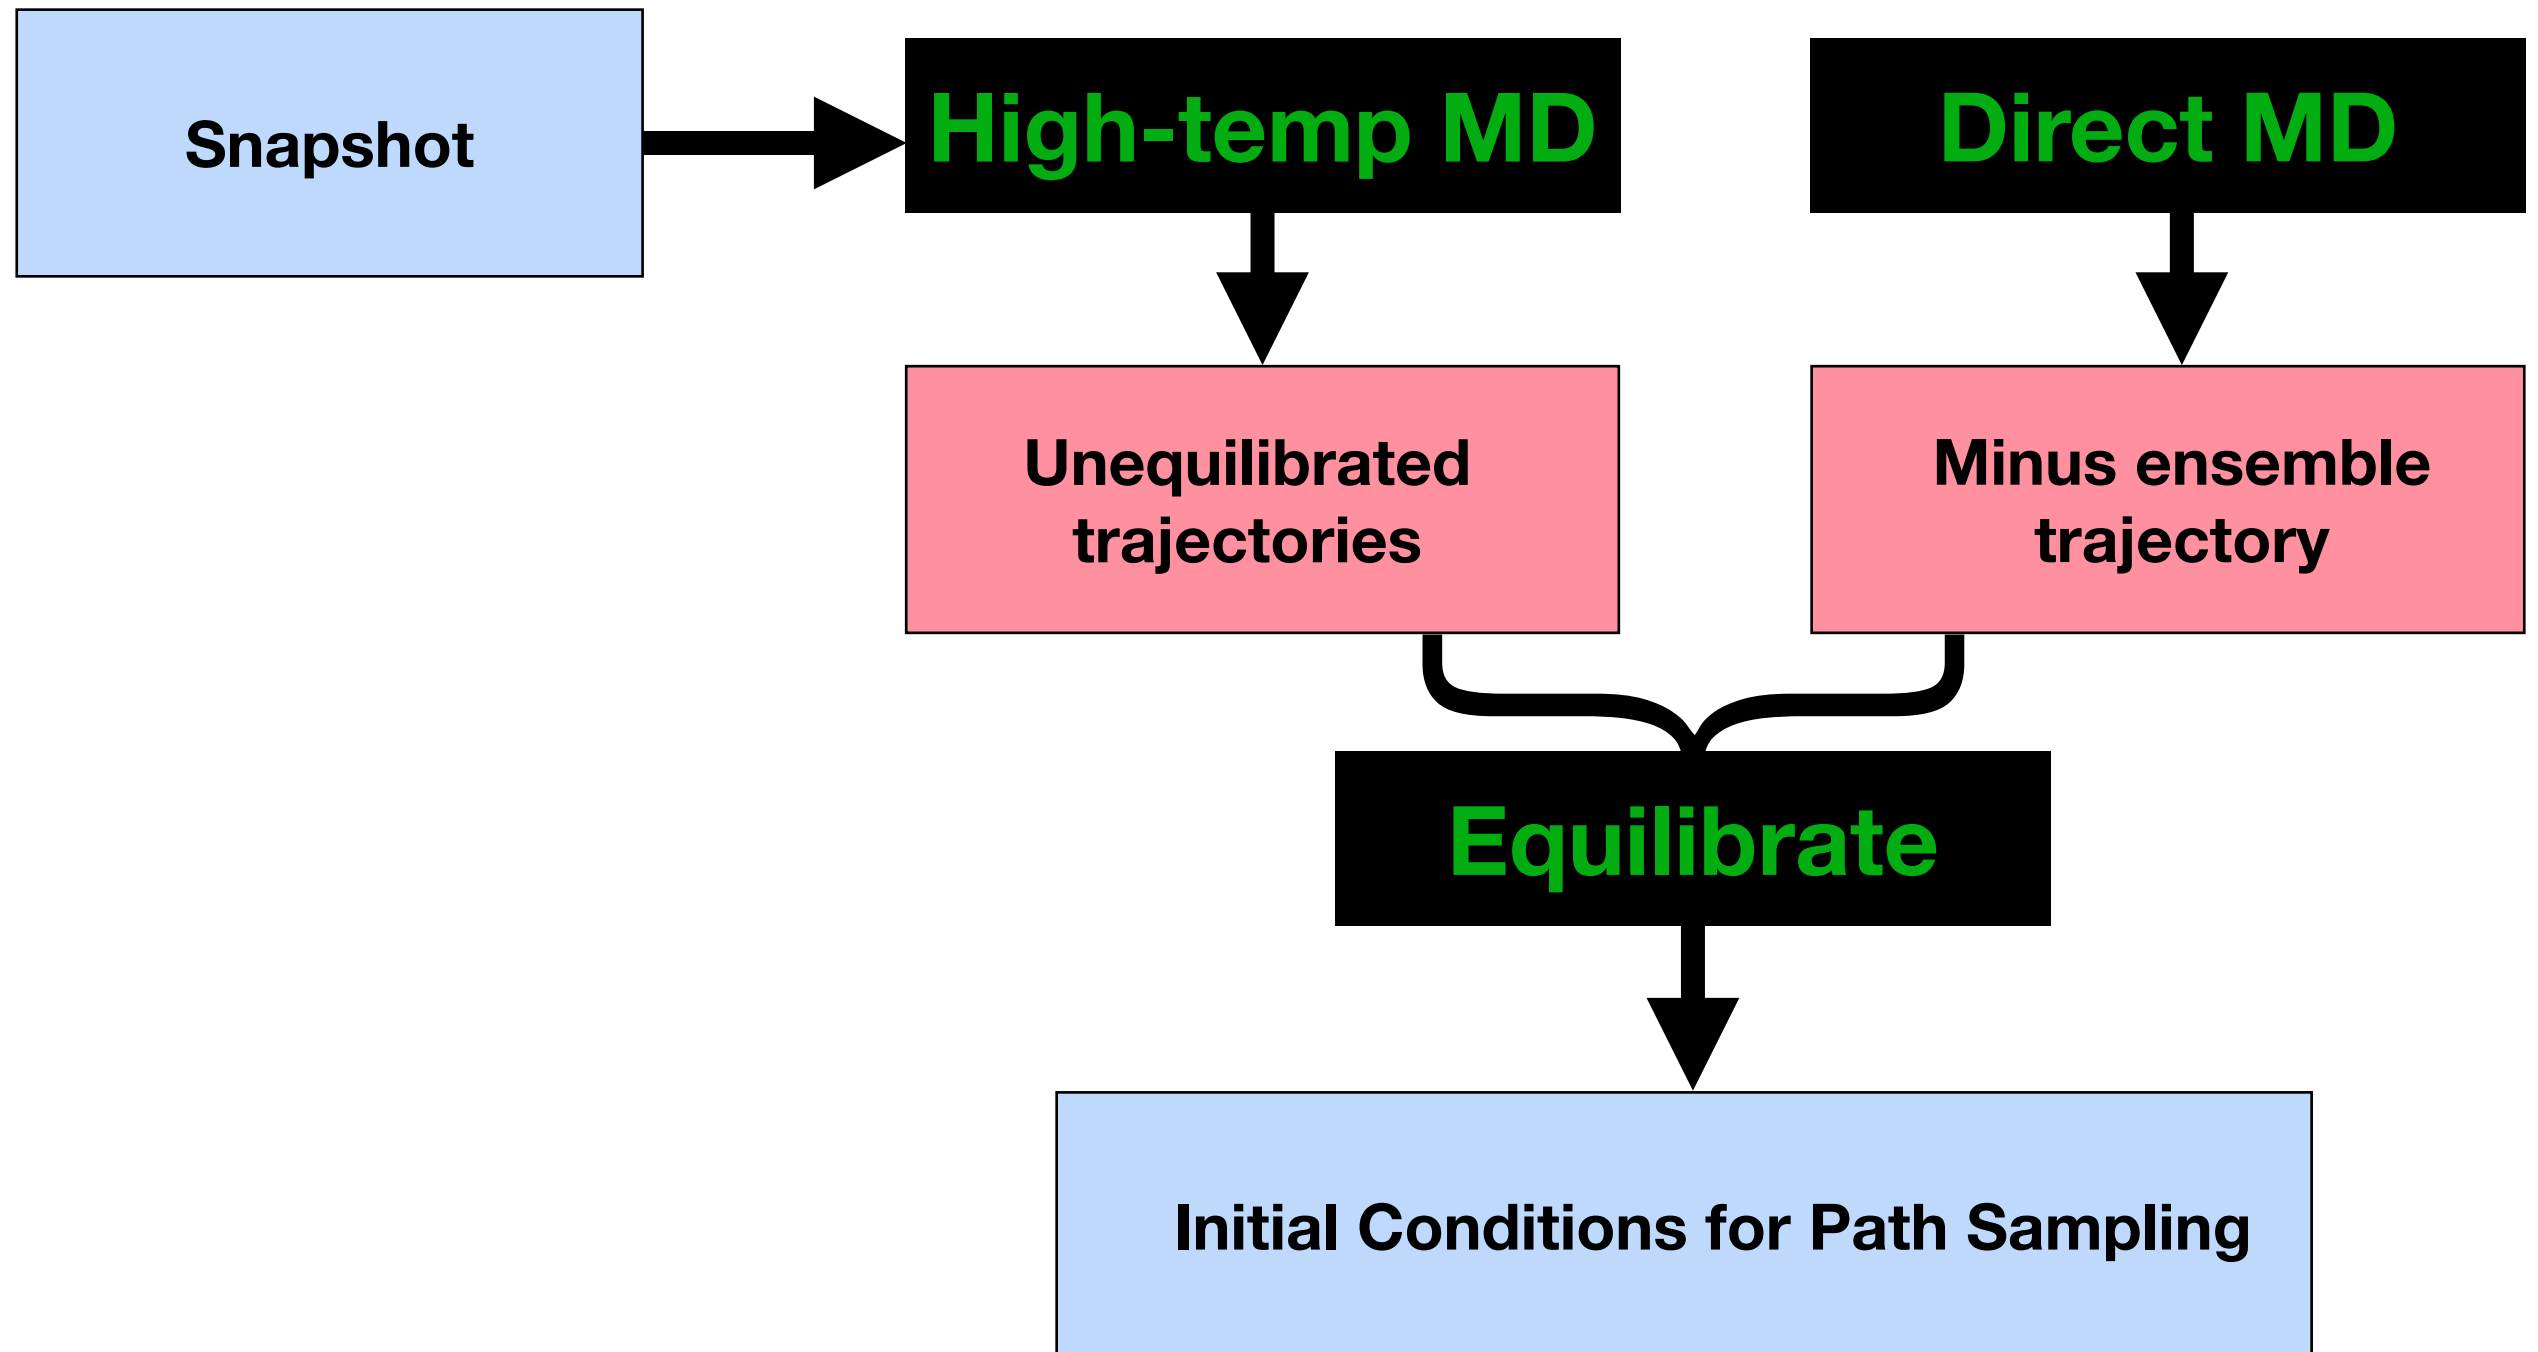 Snapshot
High-temp MD
Direct MD
Unequilibrated
trajectories
Minus ensemble
trajectory
Equilibrate
Initial Conditions for Path Sampling